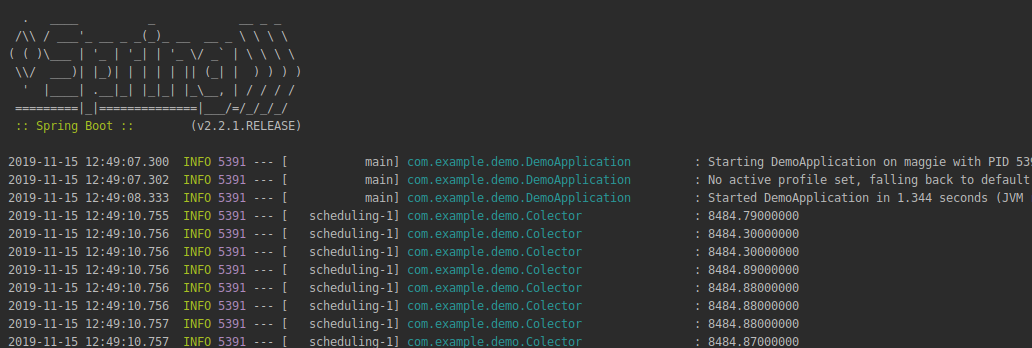 .   ____          _            __ _ _
 /\\ / ___'_ __ _ _(_)_ __  __ _ \ \ \ \
( ( )\___ | '_ | '_| | '_ \/ _` | \ \ \ \
 \\/  ___)| |_)| | | | | || (_| |  ) ) ) )
  '  |____| .__|_| |_|_| |_\__, | / / / /
 =========|_|==============|___/=/_/_/_/
 :: Spring Boot ::        (v2.2.1.RELEASE)
2019-11-15 12:49:07.300  INFO 5391 --- [           main] com.example.demo.DemoApplication         : Starting DemoApplication on maggie with PID 539
2019-11-15 12:49:07.302  INFO 5391 --- [           main] com.example.demo.DemoApplication         : No active profile set, falling back to default
2019-11-15 12:49:08.333  INFO 5391 --- [           main] com.example.demo.DemoApplication         : Started DemoApplication in 1.344 seconds (JVM
2019-11-15 12:49:10.755  INFO 5391 --- [   scheduling-1] com.example.demo.Colector                : 8484.79000000
2019-11-15 12:49:10.756  INFO 5391 --- [   scheduling-1] com.example.demo.Colector                : 8484.30000000
2019-11-15 12:49:10.756  INFO 5391 --- [   scheduling-1] com.example.demo.Colector                : 8484.30000000
2019-11-15 12:49:10.756  INFO 5391 --- [   scheduling-1] com.example.demo.Colector                : 8484.89000000
2019-11-15 12:49:10.756  INFO 5391 --- [   scheduling-1] com.example.demo.Colector                : 8484.88000000
2019-11-15 12:49:10.756  INFO 5391 --- [   scheduling-1] com.example.demo.Colector                : 8484.88000000
2019-11-15 12:49:10.757  INFO 5391 --- [   scheduling-1] com.example.demo.Colector                : 8484.88000000
2019-11-15 12:49:10.757  INFO 5391 --- [   scheduling-1] com.example.demo.Colector                : 8484.87000000